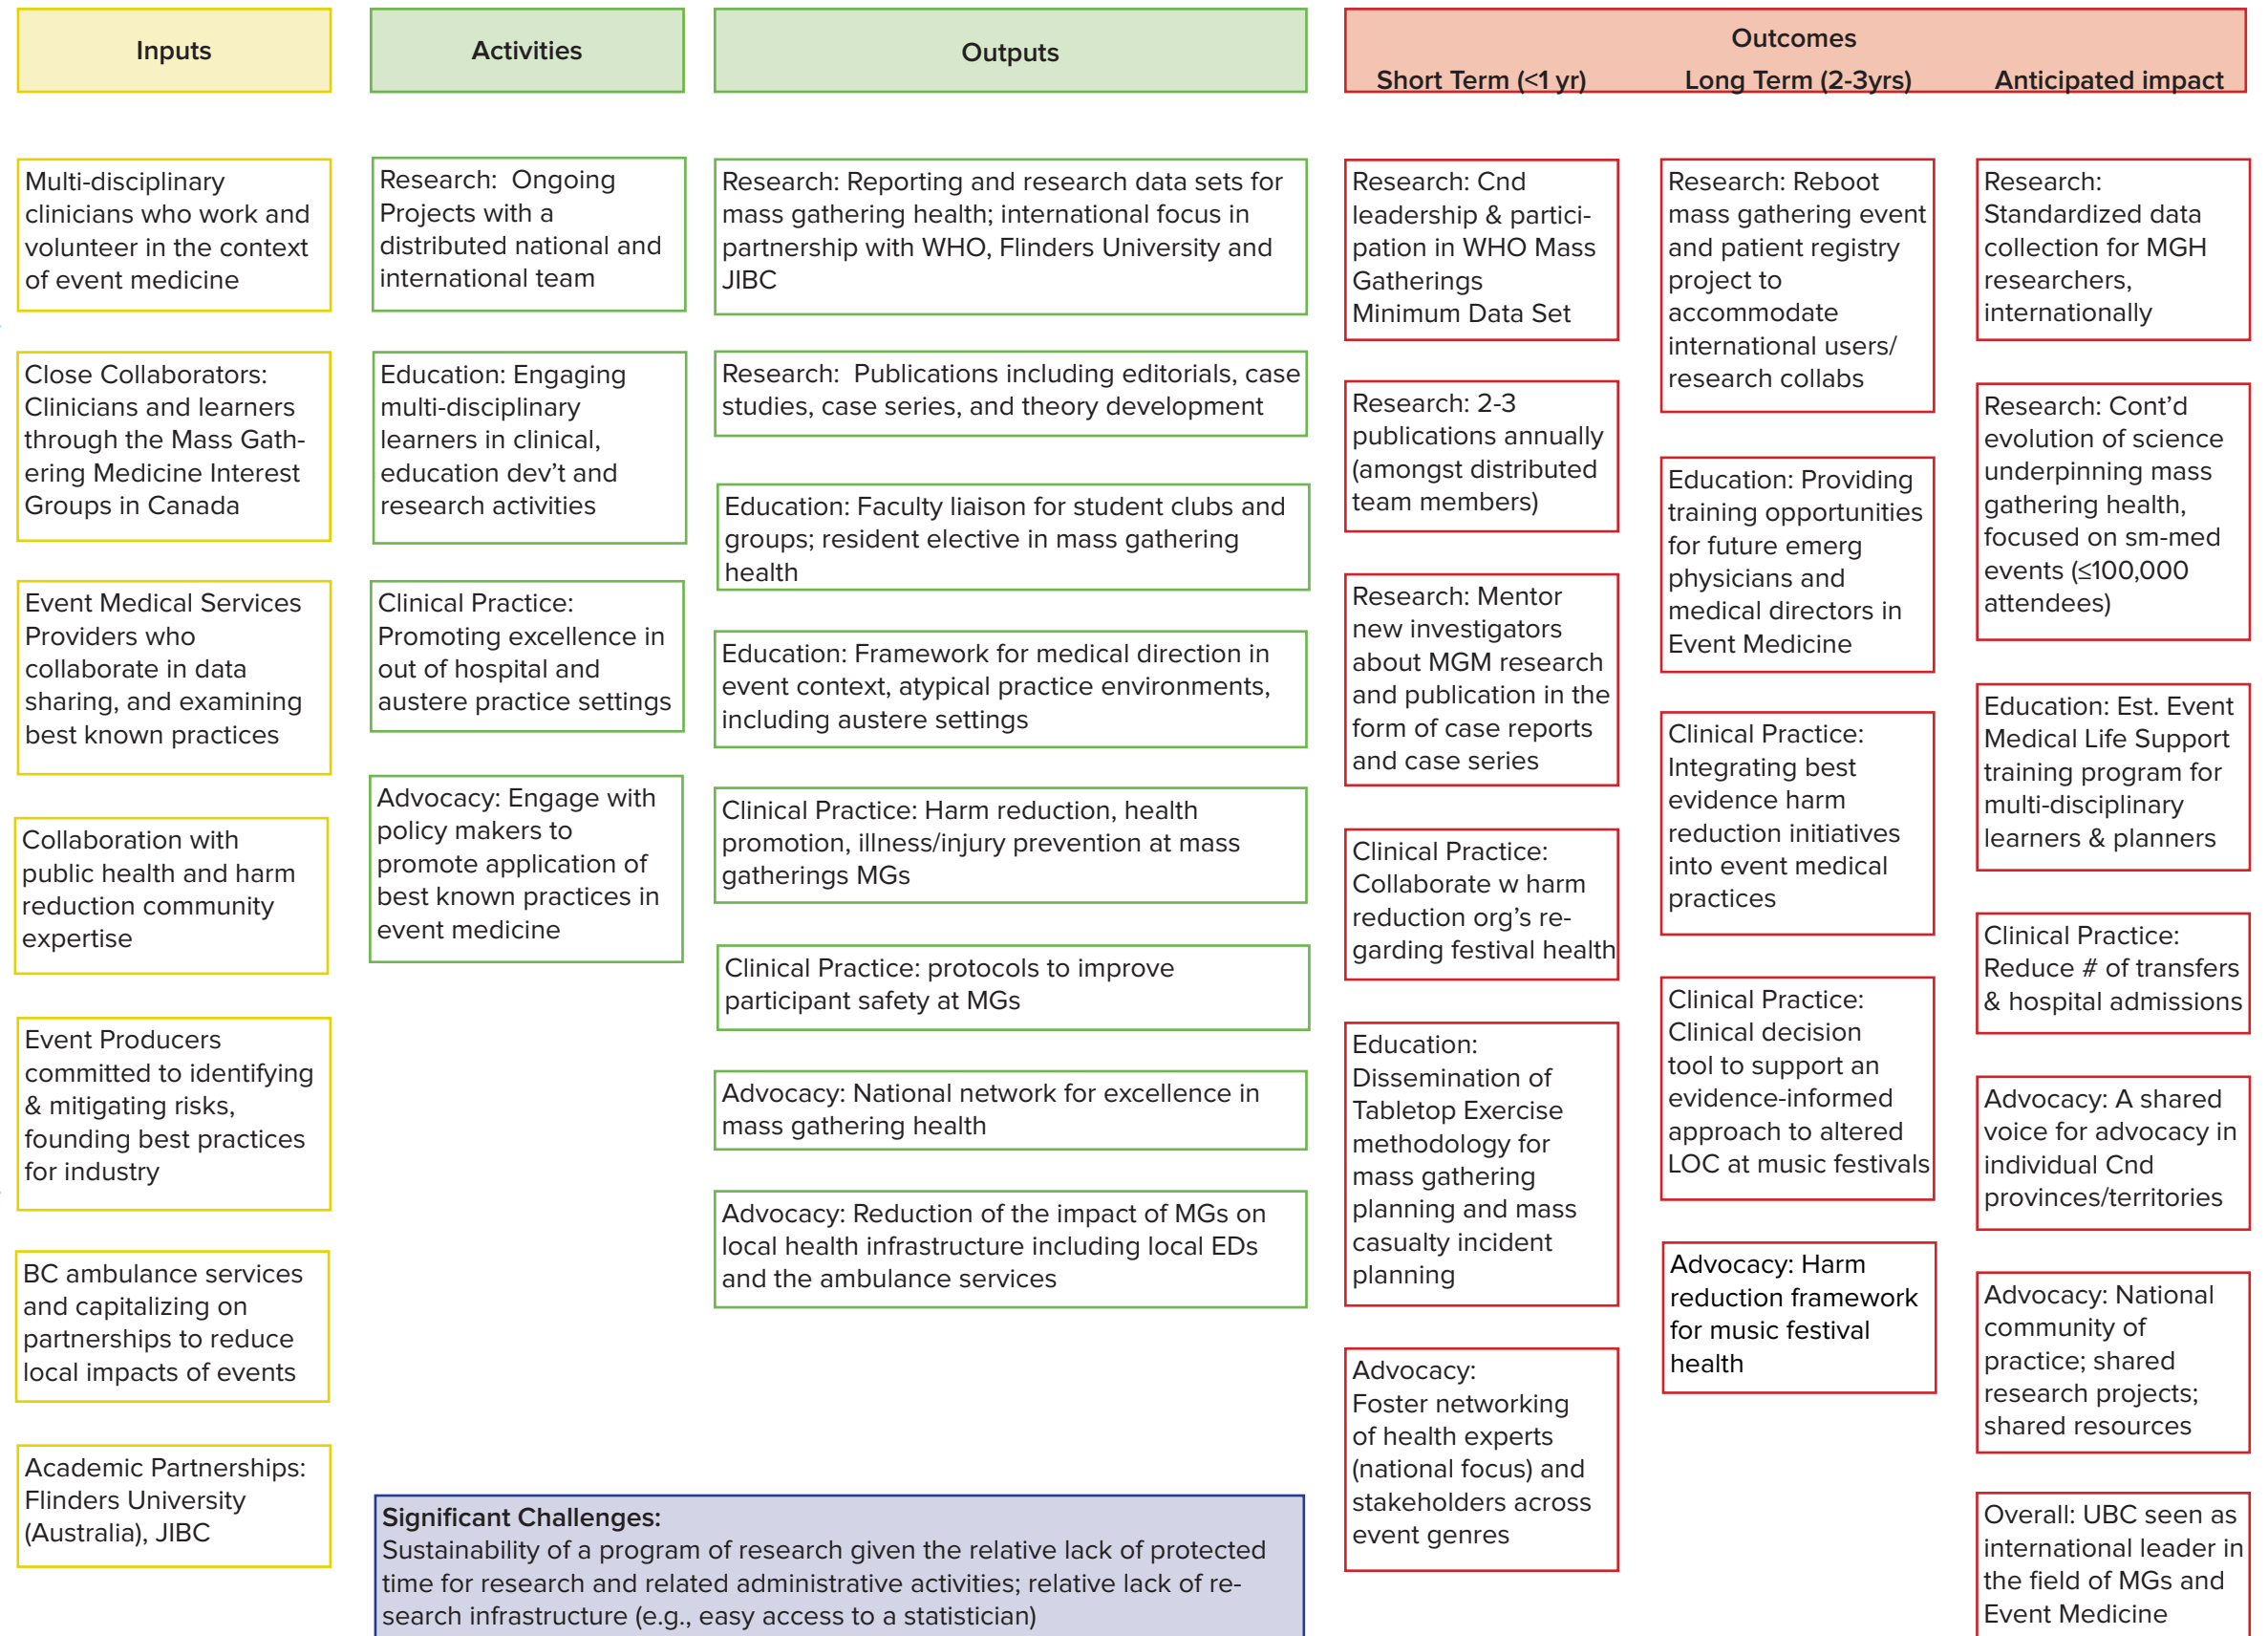 Inputs
Activities
Outputs
Outcomes
Short Term (<1 yr)
Long Term (2-3yrs)
Anticipated impact
Multi-disciplinary
clinicians who work and
volunteer in the context
of event medicine
Close Collaborators:
Clinicians and learners
through the Mass Gath-
ering Medicine Interest
Groups in Canada
Event Medical Services
Providers who
collaborate in data
sharing, and examining
best known practices
Collaboration with
public health and harm
reduction community
expertise
Event Producers
committed to identifying
& mitigating risks,
founding best practices
for industry
BC ambulance services
and capitalizing on
partnerships to reduce
local impacts of events
Academic Partnerships:
Flinders University
(Australia), JIBC
Research:  Ongoing
Projects with a
distributed national and
international team
Education: Engaging
multi-disciplinary
learners in clinical,
education dev’t and
research activities
Clinical Practice:
Promoting excellence in
out of hospital and
austere practice settings
Advocacy: Engage with
policy makers to
promote application of
best known practices in
event medicine
Research: Reporting and research data sets for
mass gathering health; international focus in
partnership with WHO, Flinders University and
JIBC
Research:  Publications including editorials, case
studies, case series, and theory development
Education: Faculty liaison for student clubs and
groups; resident elective in mass gathering
health
Education: Framework for medical direction in
event context, atypical practice environments,
including austere settings
Clinical Practice: Harm reduction, health
promotion, illness/injury prevention at mass
gatherings MGs
Clinical Practice: protocols to improve
participant safety at MGs
Advocacy: National network for excellence in
mass gathering health
Advocacy: Reduction of the impact of MGs on
local health infrastructure including local EDs
and the ambulance services
Significant Challenges:
Sustainability of a program of research given the relative lack of protected
time for research and related administrative activities; relative lack of re-
search infrastructure (e.g., easy access to a statistician)
Research: Cnd
leadership & partici-
pation in WHO Mass
Gatherings
Minimum Data Set
Research: 2-3
publications annually
(amongst distributed
team members)
Research: Mentor
new investigators
about MGM research
and publication in the
form of case reports
and case series
Clinical Practice:
Collaborate w harm
reduction org’s re-
garding festival health
Education:
Dissemination of
Tabletop Exercise
methodology for
mass gathering
planning and mass
casualty incident
planning
Advocacy:
Foster networking
of health experts
(national focus) and
stakeholders across
event genres
Research: Reboot
mass gathering event
and patient registry
project to
accommodate
international users/
research collabs
Education: Providing
training opportunities
for future emerg
physicians and
medical directors in
Event Medicine
Clinical Practice:
Integrating best
evidence harm
reduction initiatives
into event medical
practices
Clinical Practice:
Clinical decision
tool to support an
evidence-informed
approach to altered
LOC at music festivals
Advocacy: Harm
reduction framework
for music festival
health
Research:
Standardized data
collection for MGH
researchers,
internationally
Research: Cont’d
evolution of science
underpinning mass
gathering health,
focused on sm-med
events (≤100,000
attendees)
Education: Est. Event
Medical Life Support
training program for
multi-disciplinary
learners & planners
Clinical Practice:
Reduce # of transfers
& hospital admissions
Advocacy: A shared
voice for advocacy in
individual Cnd
provinces/territories
Advocacy: National
community of
practice; shared
research projects;
shared resources
Overall: UBC seen as
international leader in
the field of MGs and
Event Medicine